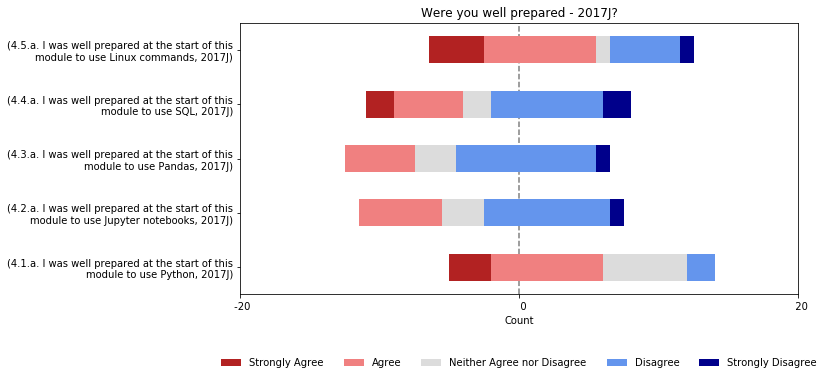 Were you well prepared - 2017J?
(4.5.a. I was well prepared at the start of this
module to use Linux commands, 2017J)
(4.4.a. I was well prepared at the start of this
module to use SQL, 2017J)
(4.3.a. I was well prepared at the start of this
module to use Pandas, 2017J)
(4.2.a. I was well prepared at the start of this
module to use Jupyter notebooks, 2017J)
(4.1.a. I was well prepared at the start of this
module to use Python, 2017J)
-20 0 20
Count
Strongly Agree Agree Neither Agree nor Disagree Disagree Strongly Disagree